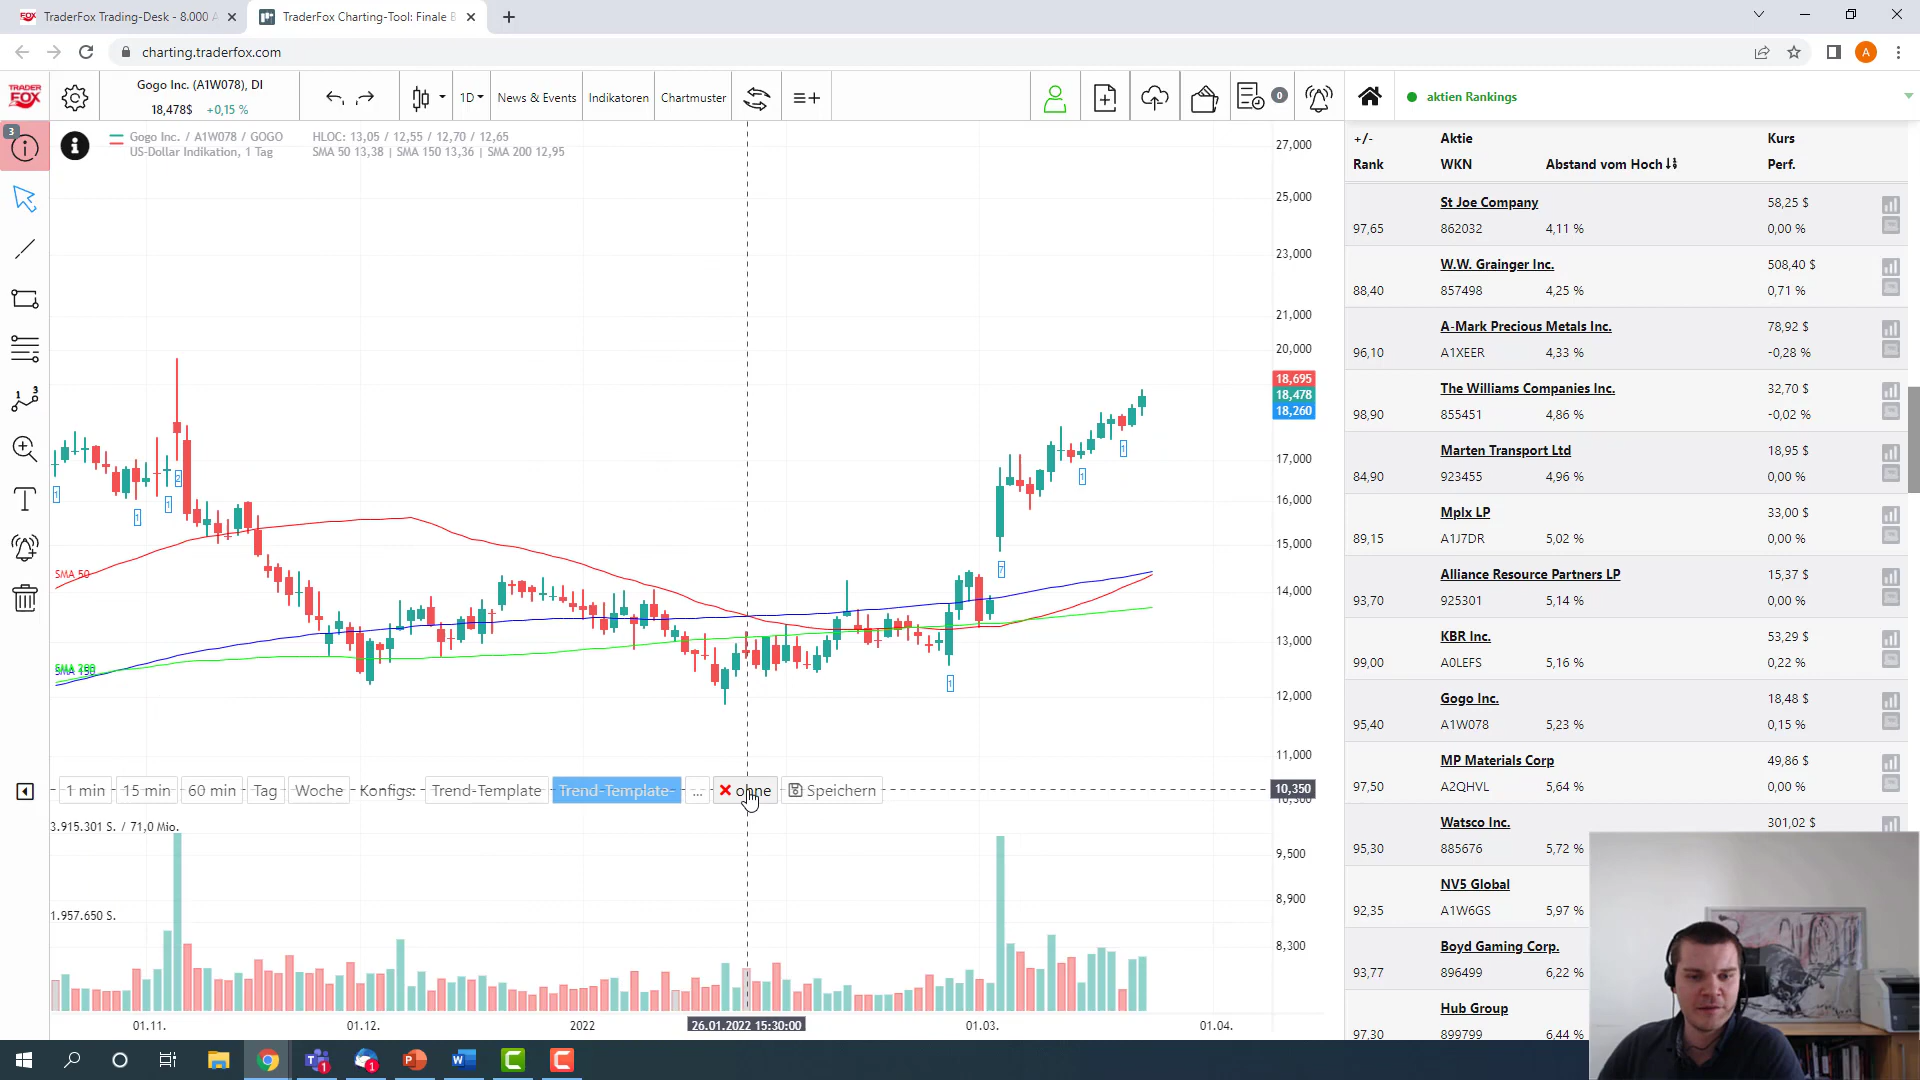 TraderFox Trading-Desk - 8.000 A
TraderFox Charting-Tool: Finale B
charting.traderfox.com
A
TRADER FOX
Gogo Inc. (A1W078), DI
18,478$ +0,15 %
1D
News & Events
Indikatoren
Chartmuster
0
aktien Rankings
3
Gogo Inc. / A1W078 / GOGO
HLOC: 13,05 / 12,55 / 12,70 / 12,65
US-Dollar Indikation, 1 Tag
SMA 50 13,38 | SMA 150 13,36 | SMA 200 12,95
27,000
25,000
23,000
21,000
20,000
18,695
18,478
18,260
17,000
16,000
15,000
14,000
13,000
12,000
11,000
10,350
9,500
8,900
8,300
SMA 50
SMA 200
SMA 150
1
1
1
2
1
7
1
1
1 min
15 min
60 min
Tag
Woche
Konfigs:
Trend-Template
Trend-Template-
...
ohne
Speichern
3.915.301 S. / 71,0 Mio.
1.957.650 S.
01.11.
01.12.
2022
26.01.2022 15:30:00
01.03.
01.04.
+/- Aktie Kurs
Rank WKN Abstand vom Hoch Perf.
St Joe Company 58,25 $
97,65 862032 4,11 % 0,00 %
W.W. Grainger Inc. 508,40 $
88,40 857498 4,25 % 0,71 %
A-Mark Precious Metals Inc. 78,92 $
96,10 A1XEER 4,33 % -0,28 %
The Williams Companies Inc. 32,70 $
98,90 855451 4,86 % -0,02 %
Marten Transport Ltd 18,95 $
84,90 923455 4,96 % 0,00 %
Mplx LP 33,00 $
89,15 A1J7DR 5,02 % 0,00 %
Alliance Resource Partners LP 15,37 $
93,70 925301 5,14 % 0,00 %
KBR Inc. 53,29 $
99,00 A0LEFS 5,16 % 0,22 %
Gogo Inc. 18,48 $
95,40 A1W078 5,23 % 0,15 %
MP Materials Corp 49,86 $
97,50 A2QHVL 5,64 % 0,00 %
Watsco Inc. 301,02 $
95,30 885676 5,72 %
NV5 Global
92,35 A1W6GS 5,97 %
Boyd Gaming Corp.
93,77 896499 6,22 %
Hub Group
97,30 899799 6,44 %